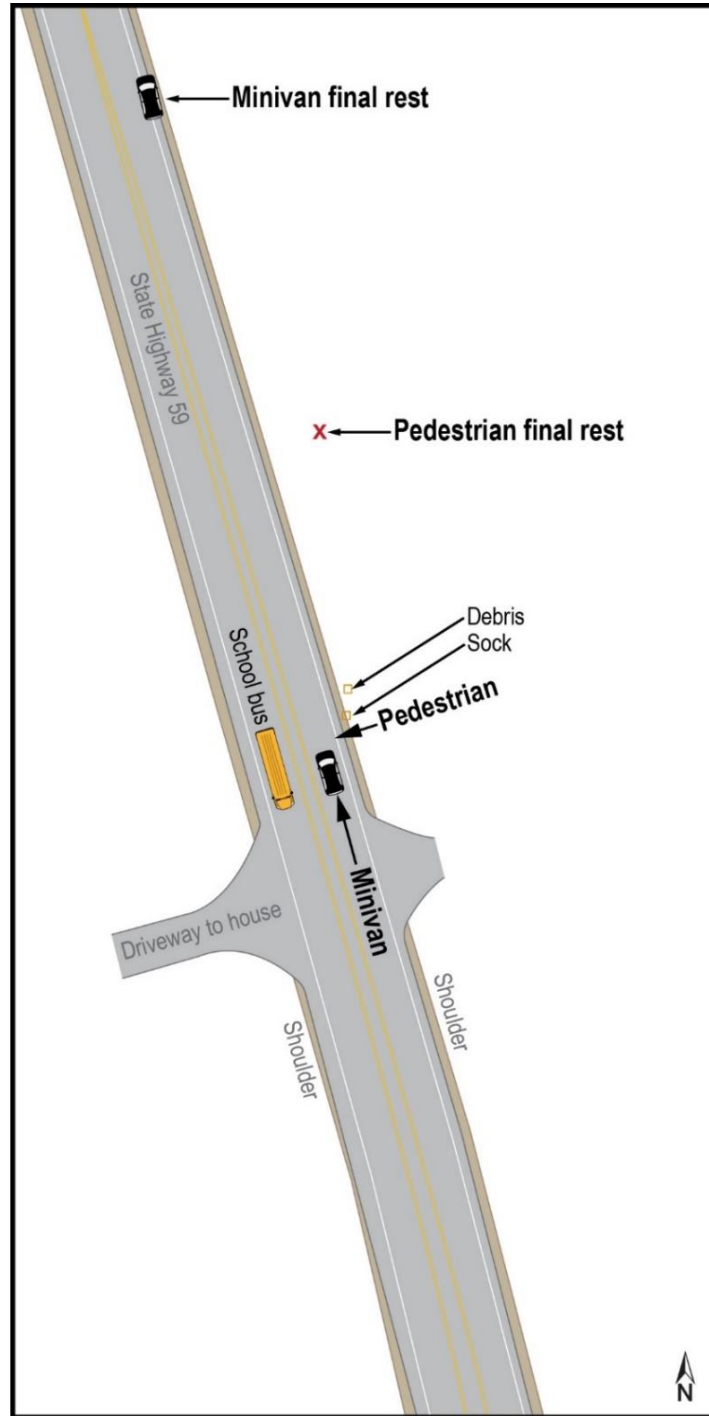 Minivan final rest
State Highway 59
Pedestrian final rest
Debris
Sock
School bus
Pedestrian
Minivan
Driveway to house
Shoulder
Shoulder
N